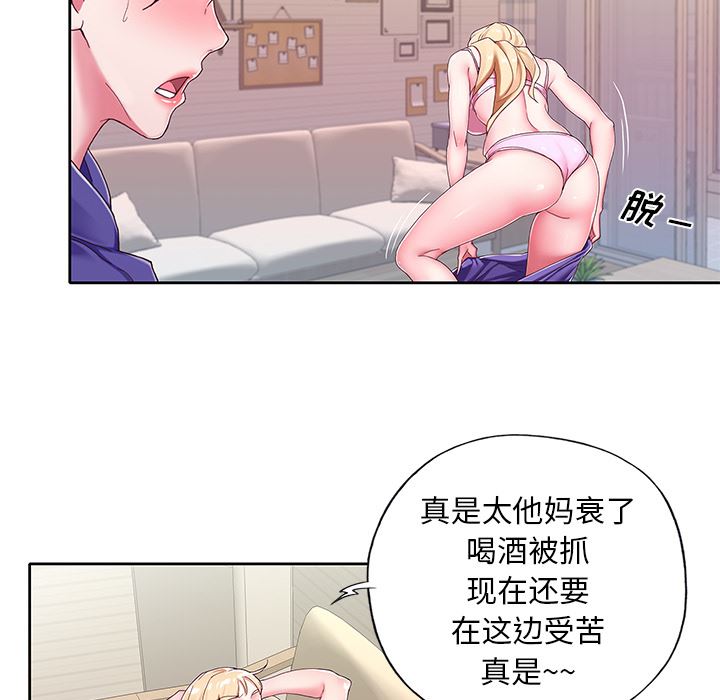 脱–
真是太他妈衰了
喝酒被抓
现在还要
在这边受苦
真是~~